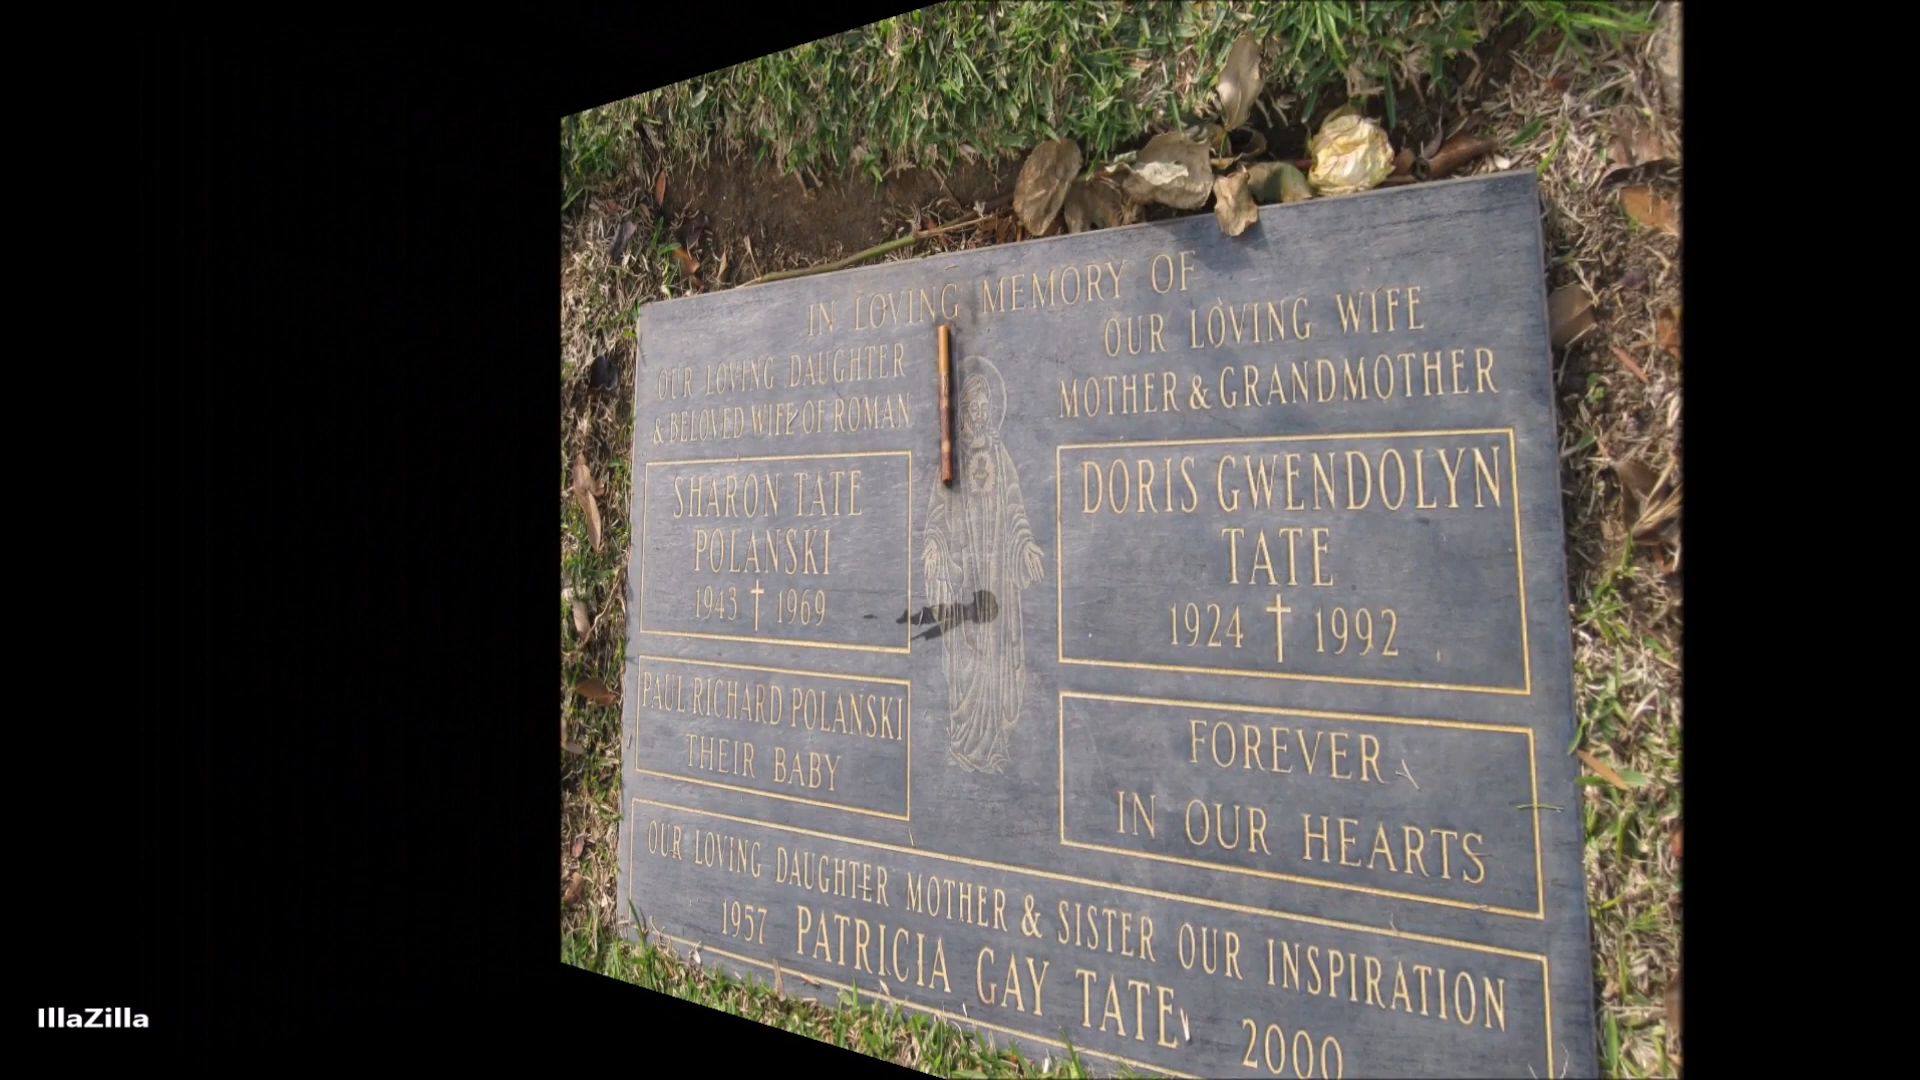 IN LOVING MEMORY OF
OUR LOVING DAUGHTER
& BELOVED WIFE OF ROMAN
SHARON TATE
POLANSKI
1943 † 1969
PAUL RICHARD POLANSKI
THEIR BABY
OUR LOVING WIFE
MOTHER & GRANDMOTHER
DORIS GWENDOLYN
TATE
1924 † 1992
FOREVER
IN OUR HEARTS
OUR LOVING DAUGHTER MOTHER & SISTER OUR INSPIRATION
1957 PATRICIA GAY TATE 2000
IllaZilla